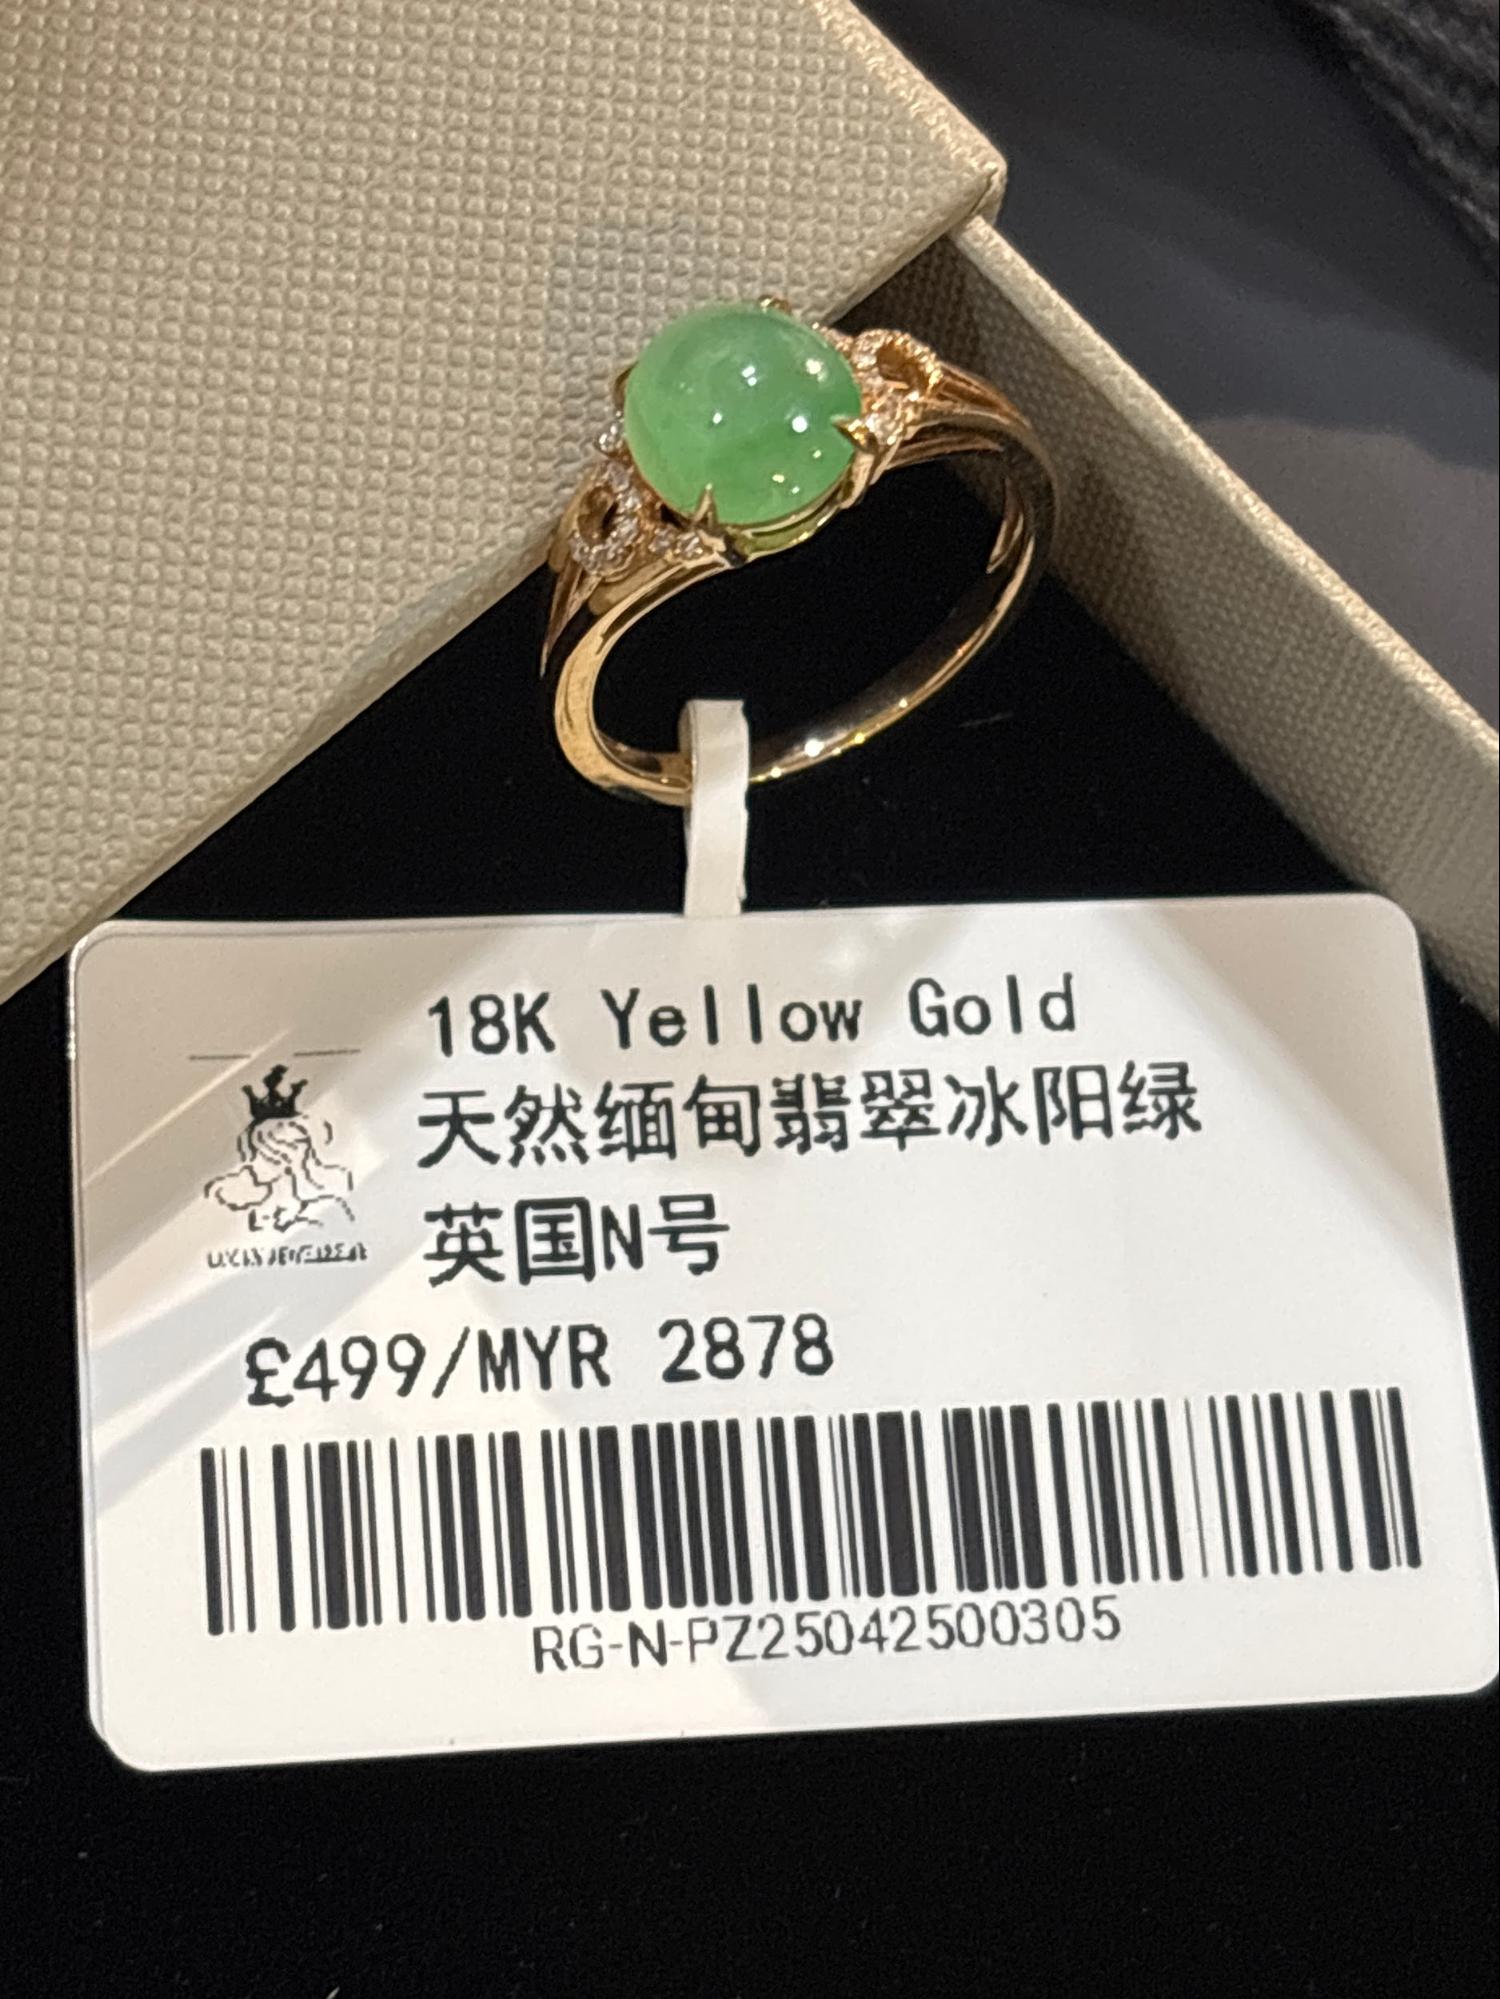 18K Yellow Gold
天然缅甸翡翠冰阳绿
英国N号
£499/MYR 2878
RG-N-PZ25042500305